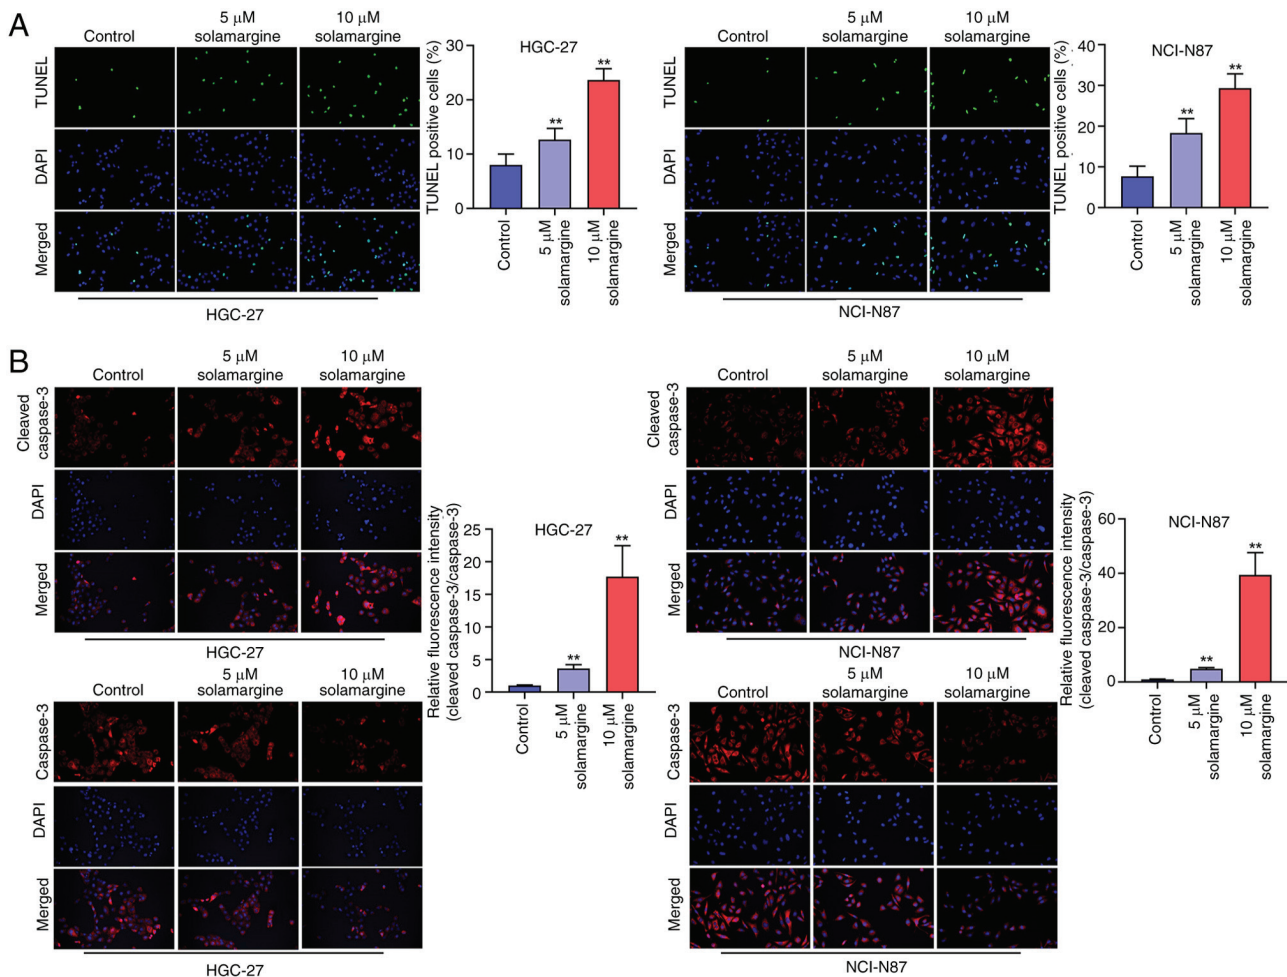 A
Control
5 μM
solamargine
10 μM
solamargine
TUNEL
DAPI
Merged
HGC-27
TUNEL positive cells (%)
HGC-27
30
20
10
0
**
**
Control
5 μM
solamargine
10 μM
solamargine
Control
5 μM
solamargine
10 μM
solamargine
TUNEL
DAPI
Merged
NCI-N87
TUNEL positive cells (%)
NCI-N87
40
30
20
10
0
**
**
Control
5 μM
solamargine
10 μM
solamargine
B
Control
5 μM
solamargine
10 μM
solamargine
Cleaved
caspase-3
DAPI
Merged
HGC-27
Control
5 μM
solamargine
10 μM
solamargine
Caspase-3
DAPI
Merged
HGC-27
Relative fluorescence intensity
(cleaved caspase-3/caspase-3)
HGC-27
25
20
15
10
5
0
**
**
Control
5 μM
solamargine
10 μM
solamargine
Control
5 μM
solamargine
10 μM
solamargine
Cleaved
caspase-3
DAPI
Merged
NCI-N87
Control
5 μM
solamargine
10 μM
solamargine
Caspase-3
DAPI
Merged
NCI-N87
Relative fluorescence intensity
(cleaved caspase-3/caspase-3)
NCI-N87
60
40
20
0
**
**
Control
5 μM
solamargine
10 μM
solamargine